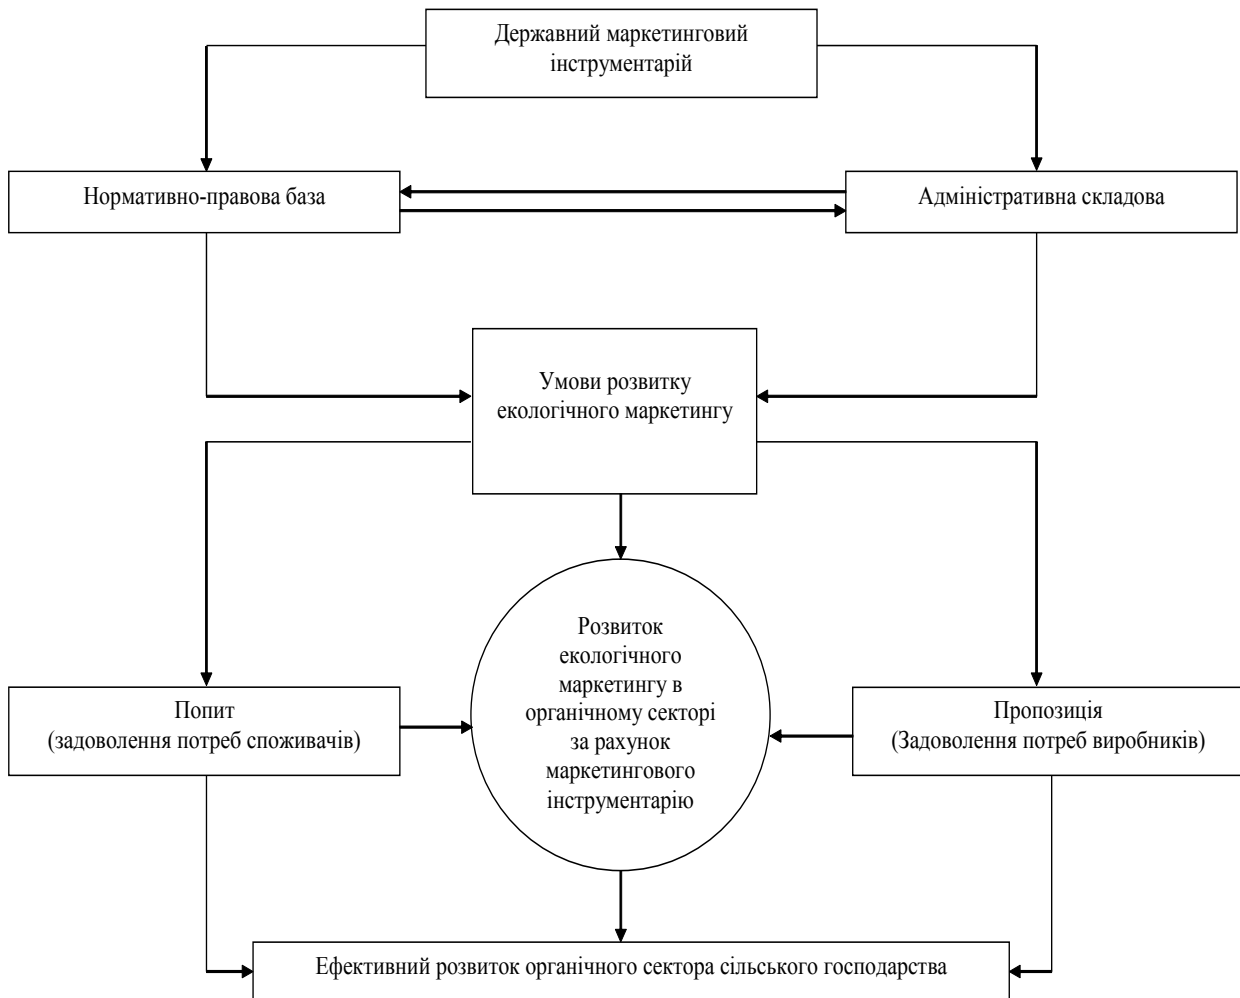 Державний маркетинговий
інструментарій
Нормативно-правова база
Адміністративна складова
Умови розвитку
екологічного маркетингу
Розвиток
екологічного
маркетингу в
органічному секторі
за рахунок
маркетингового
інструментарію
Попит
(задоволення потреб споживачів)
Пропозиція
(Задоволення потреб виробників)
Ефективний розвиток органічного сектора сільського господарства